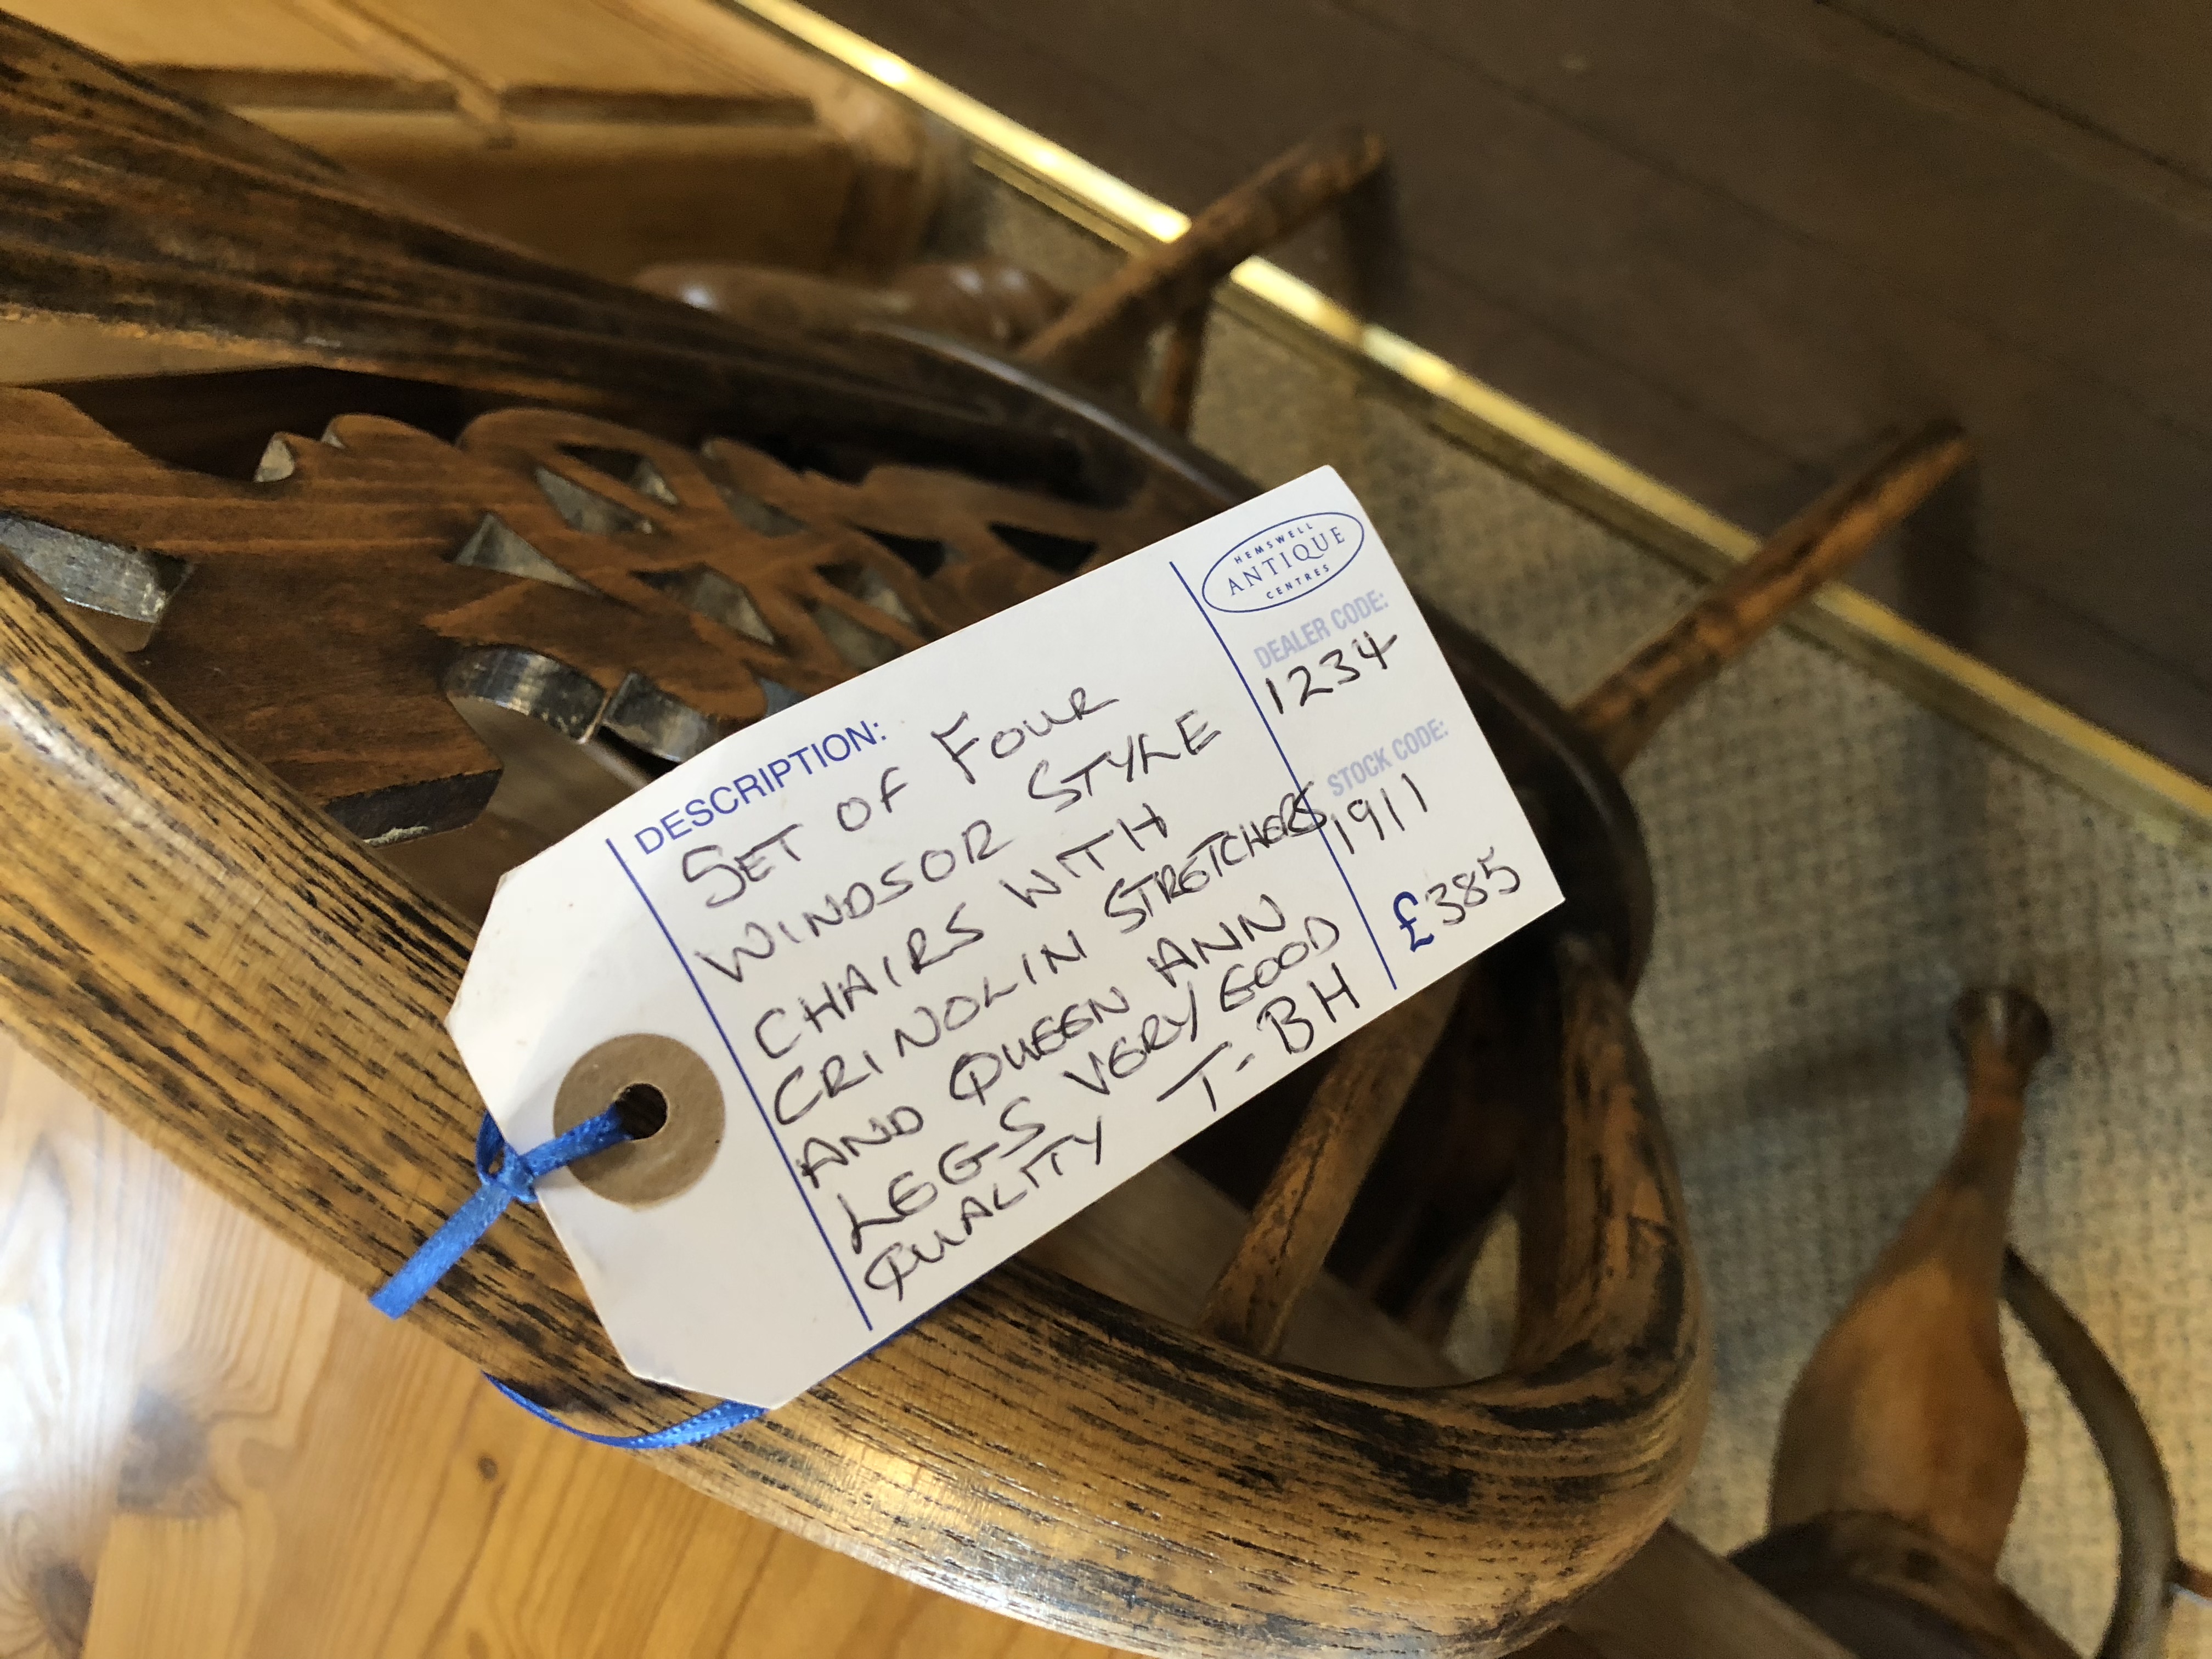 DESCRIPTION:
SET OF FOUR
WINDSOR STYLE
CHAIRS WITH
CRINOLIN STRETCHERS
AND QUEEN ANN
LEGS VERY GOOD
QUALITY T-BH
HEMSWELL
ANTIQUE
CENTRES
DEALER CODE:
1234
STOCK CODE:
1911
£385